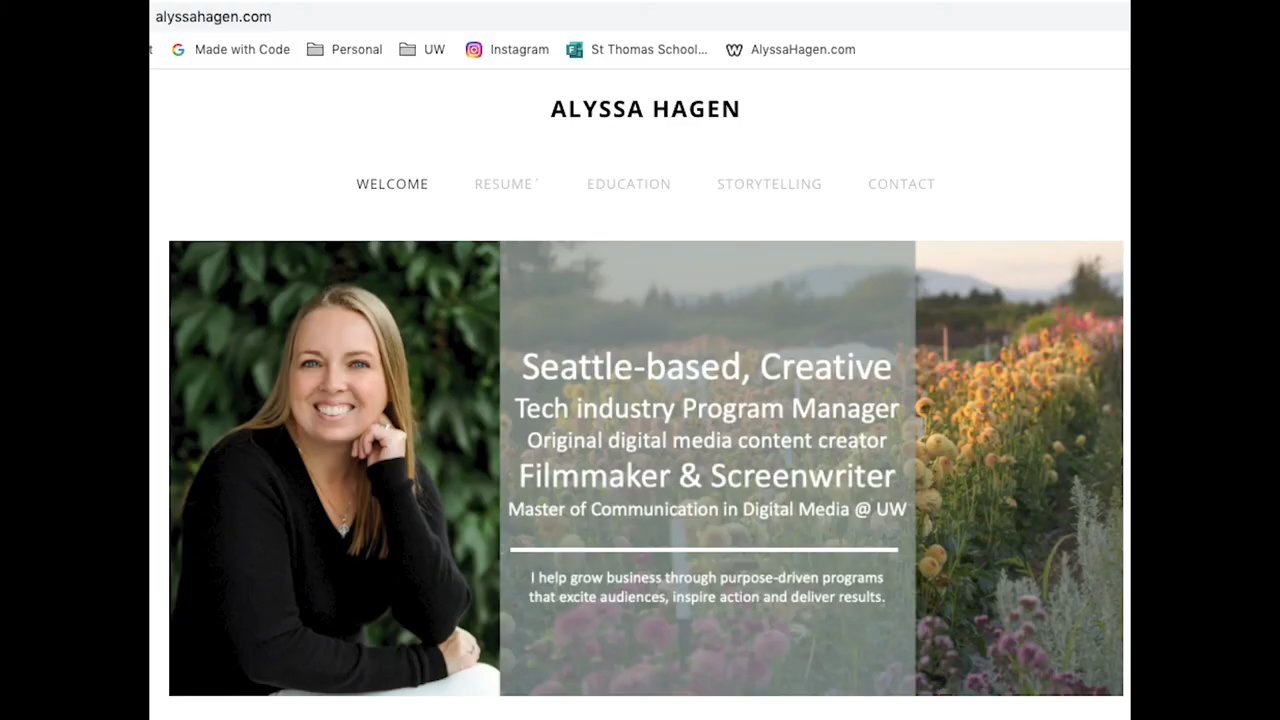 alyssahagen.com
Made with Code Personal UW Instagram St Thomas School... AlyssaHagen.com
ALYSSA HAGEN
WELCOME RESUME´ EDUCATION STORYTELLING CONTACT
Seattle-based, Creative
Tech industry Program Manager
Original digital media content creator
Filmmaker & Screenwriter
Master of Communication in Digital Media @ UW
I help grow business through purpose-driven programs
that excite audiences, inspire action and deliver results.